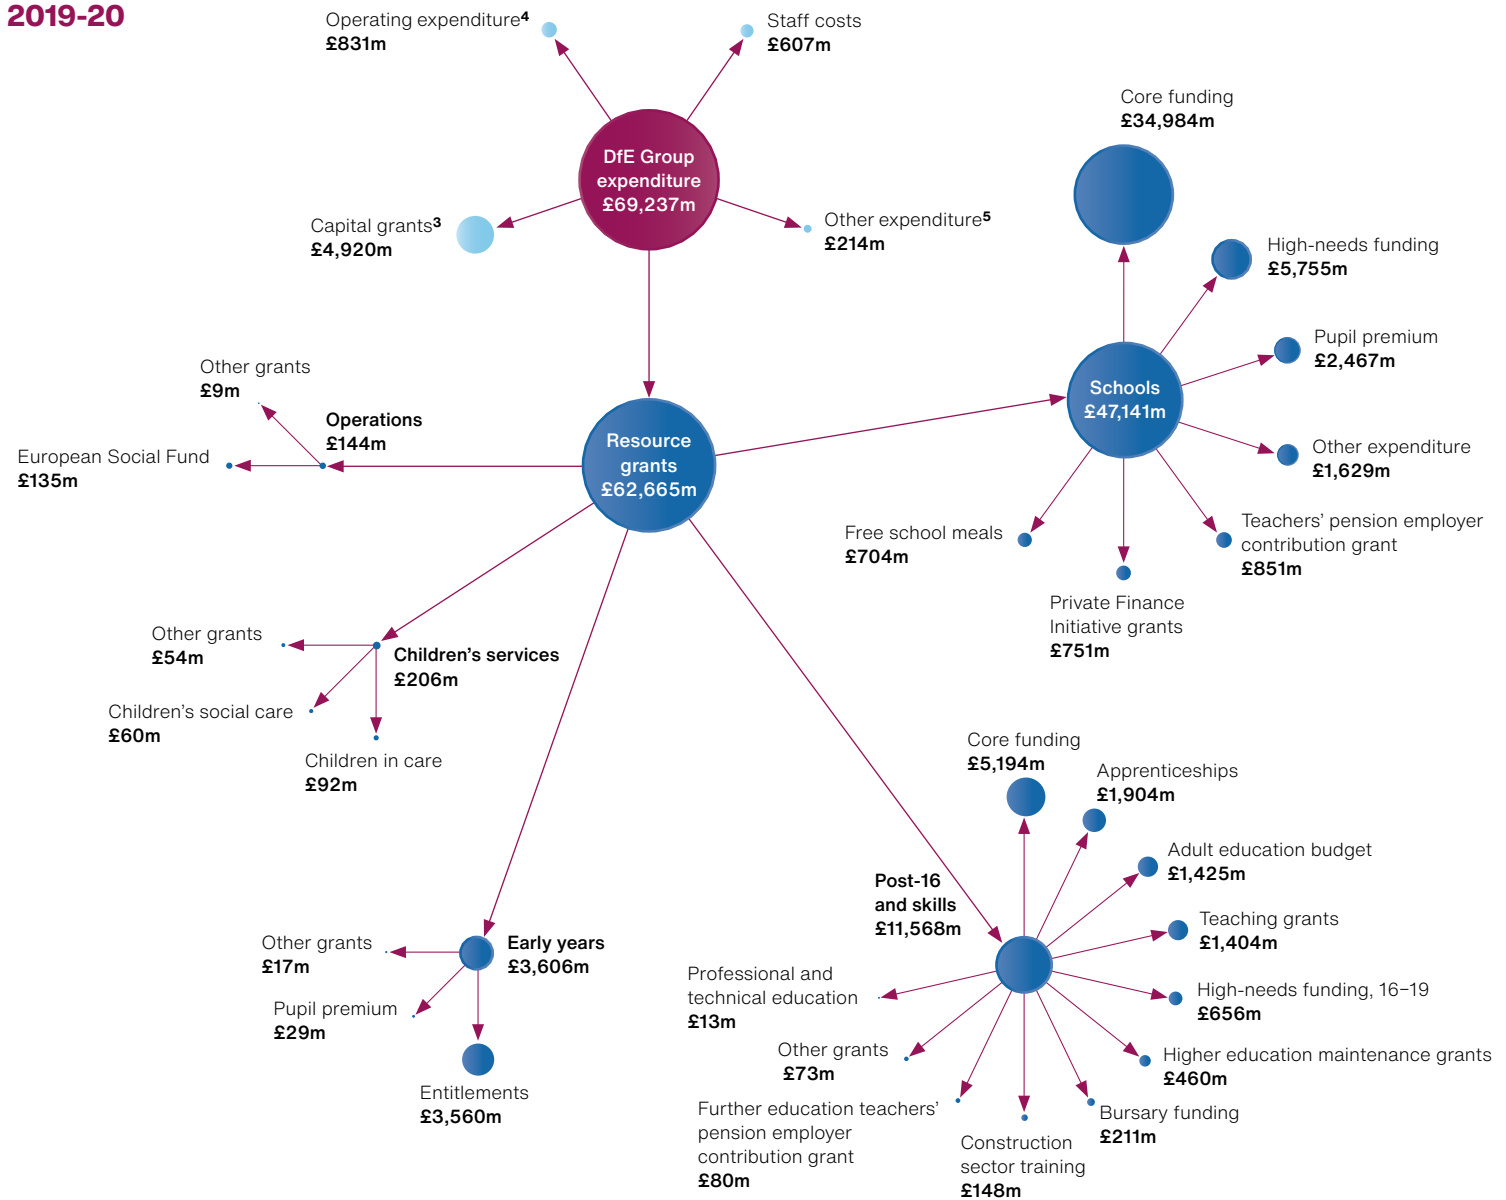 2019-20
Operating expenditure⁴
£831m
Staff costs
£607m
DfE Group
expenditure
£69,237m
Capital grants³
£4,920m
Other expenditure⁵
£214m
Core funding
£34,984m
High-needs funding
£5,755m
Pupil premium
£2,467m
Schools
£47,141m
Other expenditure
£1,629m
Teachers' pension employer
contribution grant
£851m
Private Finance
Initiative grants
£751m
Free school meals
£704m
Resource
grants
£62,665m
Other grants
£9m
Operations
£144m
European Social Fund
£135m
Other grants
£54m
Children's services
£206m
Children's social care
£60m
Children in care
£92m
Other grants
£17m
Early years
£3,606m
Pupil premium
£29m
Entitlements
£3,560m
Post-16
and skills
£11,568m
Core funding
£5,194m
Apprenticeships
£1,904m
Adult education budget
£1,425m
Teaching grants
£1,404m
High-needs funding, 16–19
£656m
Higher education maintenance grants
£460m
Bursary funding
£211m
Construction
sector training
£148m
Further education teachers'
pension employer
contribution grant
£80m
Other grants
£73m
Professional and
technical education
£13m